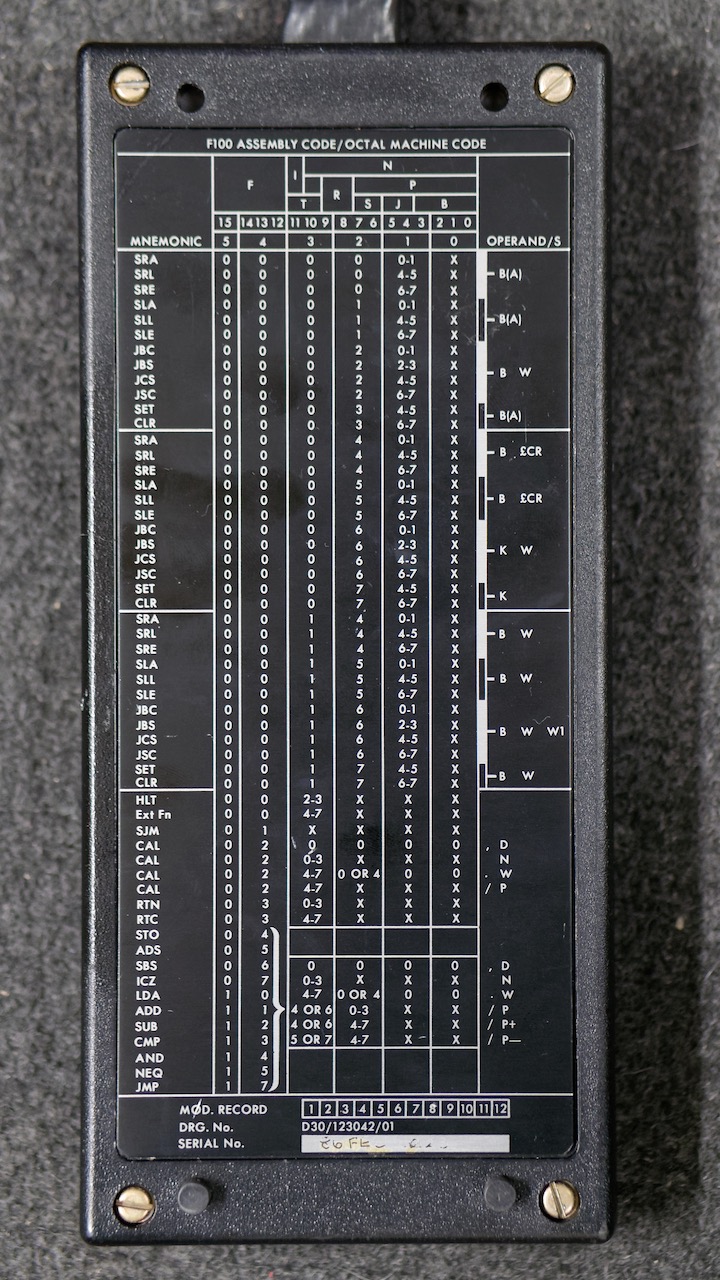 F100 ASSEMBLY CODE/OCTAL MACHINE CODE
N
F I R P
T S J B
15 14 13 12 11 10 9 8 7 6 5 4 3 2 1 0
MNEMONIC 5 4 3 2 1 0 OPERAND/S
SRA 0 0 0 0 0-1 X
SRL 0 0 0 0 4-5 X B(A)
SRE 0 0 0 0 6-7 X
SLA 0 0 0 1 0-1 X
SLL 0 0 0 1 4-5 X B(A)
SLE 0 0 0 1 6-7 X
JBC 0 0 0 2 0-1 X
JBS 0 0 0 2 2-3 X B W
JCS 0 0 0 2 4-5 X
JSC 0 0 0 2 6-7 X
SET 0 0 0 3 4-5 X B(A)
CLR 0 0 0 3 6-7 X
SRA 0 0 0 4 0-1 X
SRL 0 0 0 4 4-5 X B £CR
SRE 0 0 0 4 6-7 X
SLA 0 0 0 5 0-1 X
SLL 0 0 0 5 4-5 X B £CR
SLE 0 0 0 5 6-7 X
JBC 0 0 0 6 0-1 X
JBS 0 0 0 6 2-3 X K W
JCS 0 0 0 6 4-5 X
JSC 0 0 0 6 6-7 X
SET 0 0 0 7 4-5 X K
CLR 0 0 0 7 6-7 X
SRA 0 0 1 4 0-1 X
SRL 0 0 1 4 4-5 X B W
SRE 0 0 1 4 6-7 X
SLA 0 0 1 5 0-1 X
SLL 0 0 1 5 4-5 X B W
SLE 0 0 1 5 6-7 X
JBC 0 0 1 6 0-1 X
JBS 0 0 1 6 2-3 X B W W1
JCS 0 0 1 6 4-5 X
JSC 0 0 1 6 6-7 X
SET 0 0 1 7 4-5 X B W
CLR 0 0 1 7 6-7 X
HLT 0 0 2-3 X X X
Ext Fn 0 0 4-7 X X X
SJM 0 1 X X X X
CAL 0 2 0 0 0 0 , D
CAL 0 2 0-3 X X X N
CAL 0 2 4-7 0 OR 4 0 0 . W
CAL 0 2 4-7 X X X / P
RTN 0 3 0-3 X X X
RTC 0 3 4-7 X X X
STO 0 4
ADS 0 5
SBS 0 6 0 0 0 0 , D
ICZ 0 7 0-3 X X X N
LDA 1 0 4-7 0 OR 4 0 0 . W
ADD 1 1 4 OR 6 0-3 X X / P
SUB 1 2 4 OR 6 4-7 X X / P+
CMP 1 3 5 OR 7 4-7 X X / P—
AND 1 4
NEQ 1 5
JMP 1 7
MØD. RECORD 1 2 3 4 5 6 7 8 9 10 11 12
DRG. No. D30/123042/01
SERIAL No.